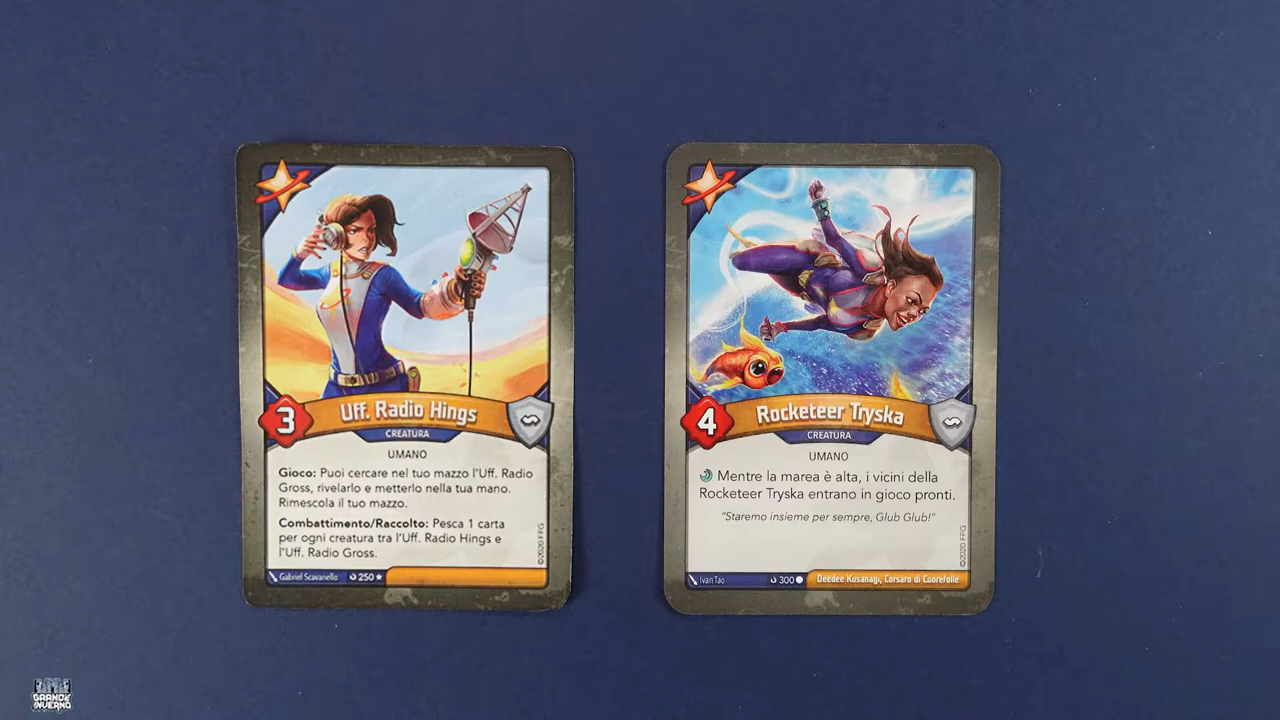 3
Uff. Radio Hings
CREATURA
UMANO
Gioco: Puoi cercare nel tuo mazzo l'Uff. Radio
Gross, rivelarlo e metterlo nella tua mano.
Rimescola il tuo mazzo.
Combattimento/Raccolto: Pesca 1 carta
per ogni creatura tra l'Uff. Radio Hings e
l'Uff. Radio Gross.
©2020 FFG
Gabriel Scavariello 250
4
Rocketeer Tryska
CREATURA
UMANO
Mentre la marea è alta, i vicini della
Rocketeer Tryska entrano in gioco pronti.
"Staremo insieme per sempre, Glub Glub!"
©2020 FFG
Ivan Tao 300 Deedee Kusanagi, Corsaro di Cuorefolle
GRANDE
INVERNO